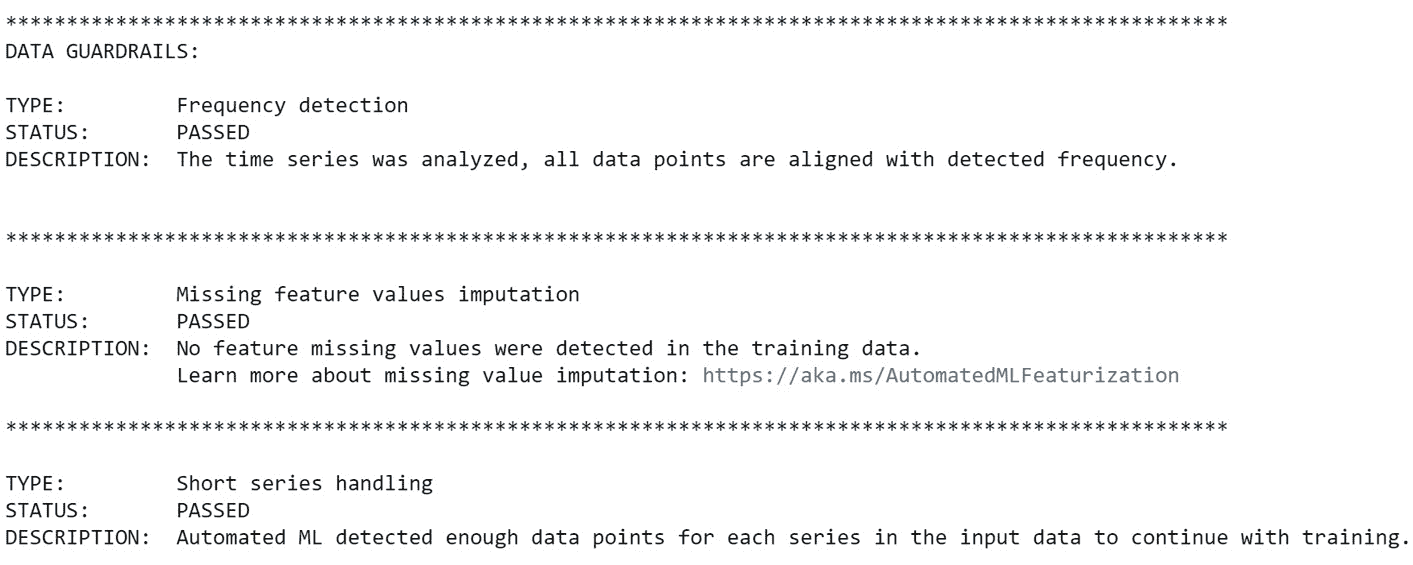 ****************************************************************************************************
DATA GUARDRAILS:
TYPE:         Frequency detection
STATUS:       PASSED
DESCRIPTION:  The time series was analyzed, all data points are aligned with detected frequency.
****************************************************************************************************
TYPE:         Missing feature values imputation
STATUS:       PASSED
DESCRIPTION:  No feature missing values were detected in the training data.
              Learn more about missing value imputation: https://aka.ms/AutomatedMLFeaturization
****************************************************************************************************
TYPE:         Short series handling
STATUS:       PASSED
DESCRIPTION:  Automated ML detected enough data points for each series in the input data to continue with training.